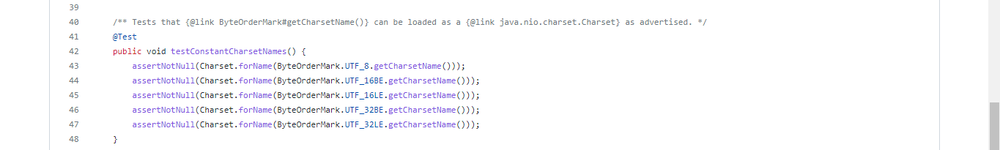 39
40 /** Tests that {@link ByteOrderMark#getCharsetName()} can be loaded as a {@link java.nio.charset.Charset} as advertised. */
41 @Test
42 public void testConstantCharsetNames() {
43 assertNotNull(Charset.forName(ByteOrderMark.UTF_8.getCharsetName()));
44 assertNotNull(Charset.forName(ByteOrderMark.UTF_16BE.getCharsetName()));
45 assertNotNull(Charset.forName(ByteOrderMark.UTF_16LE.getCharsetName()));
46 assertNotNull(Charset.forName(ByteOrderMark.UTF_32BE.getCharsetName()));
47 assertNotNull(Charset.forName(ByteOrderMark.UTF_32LE.getCharsetName()));
48 }